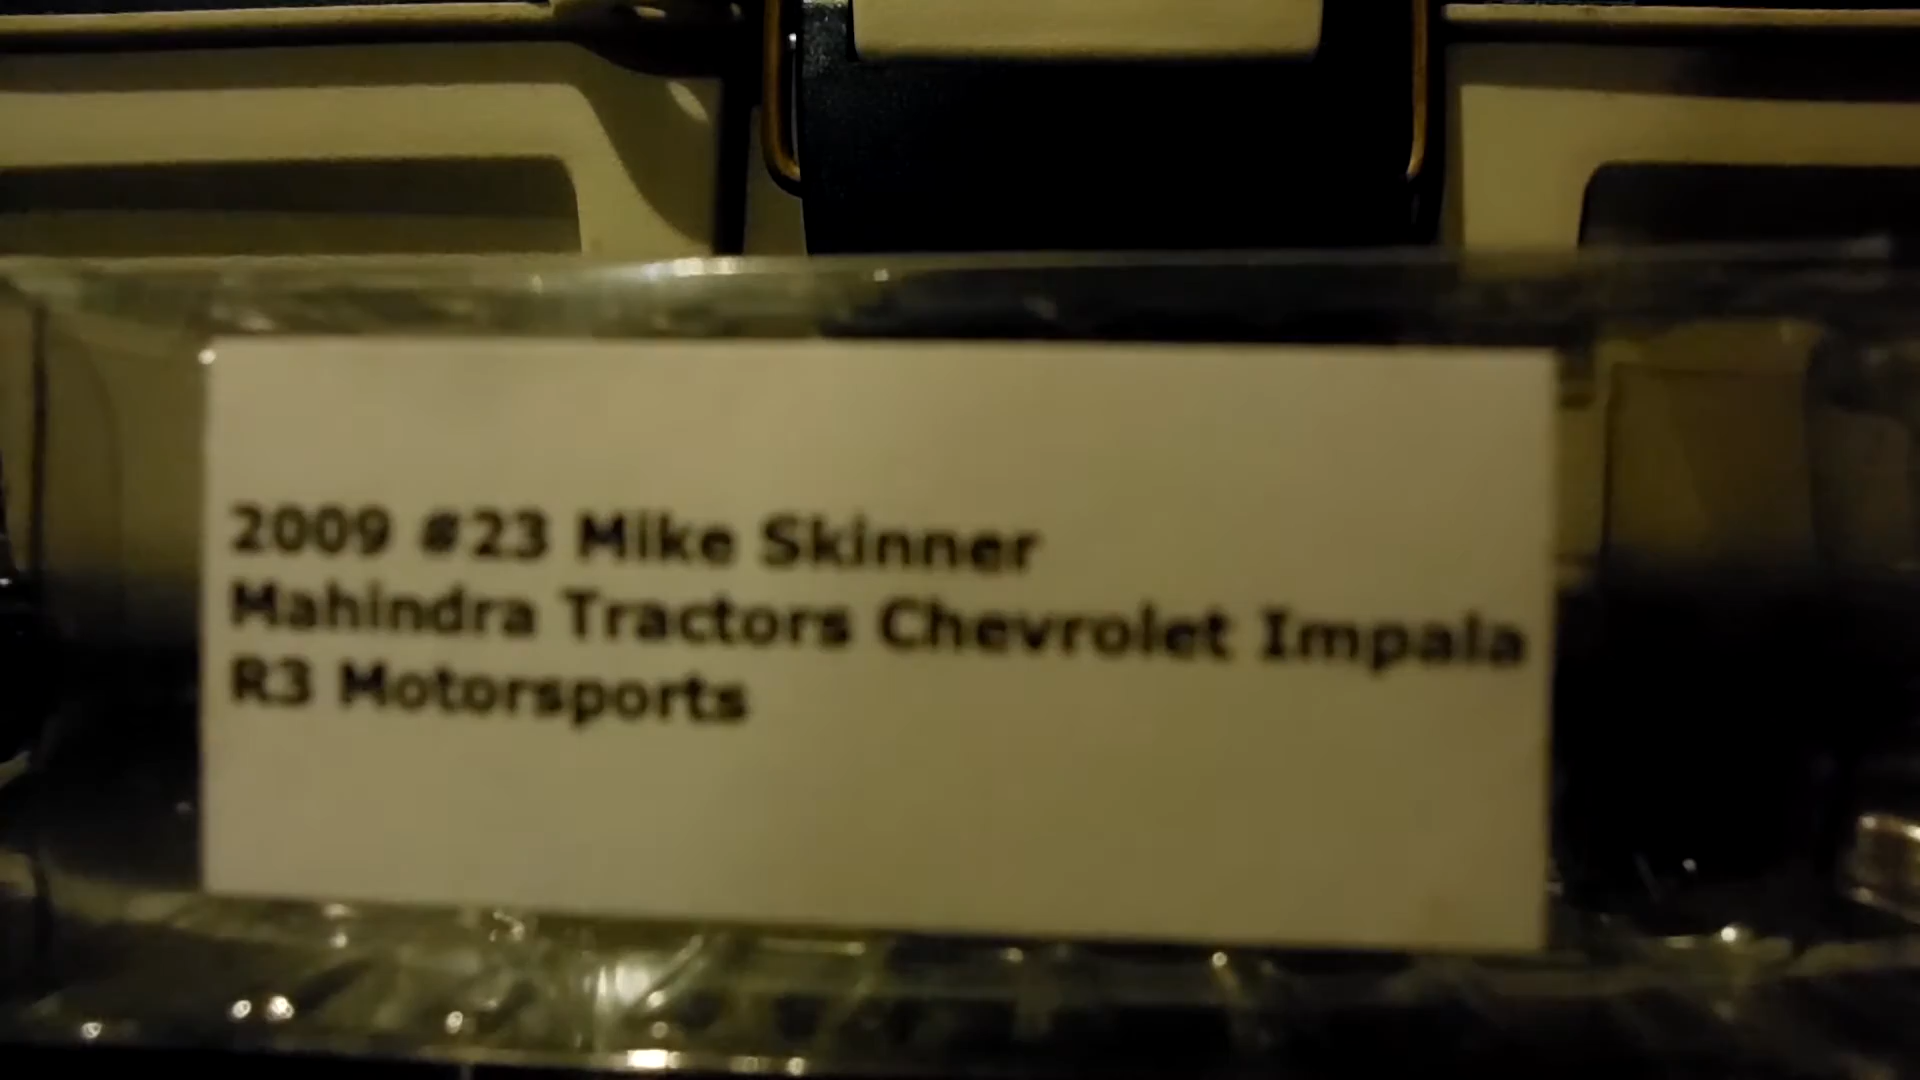 2009 #23 Mike Skinner
Mahindra Tractors Chevrolet Impala
R3 Motorsports